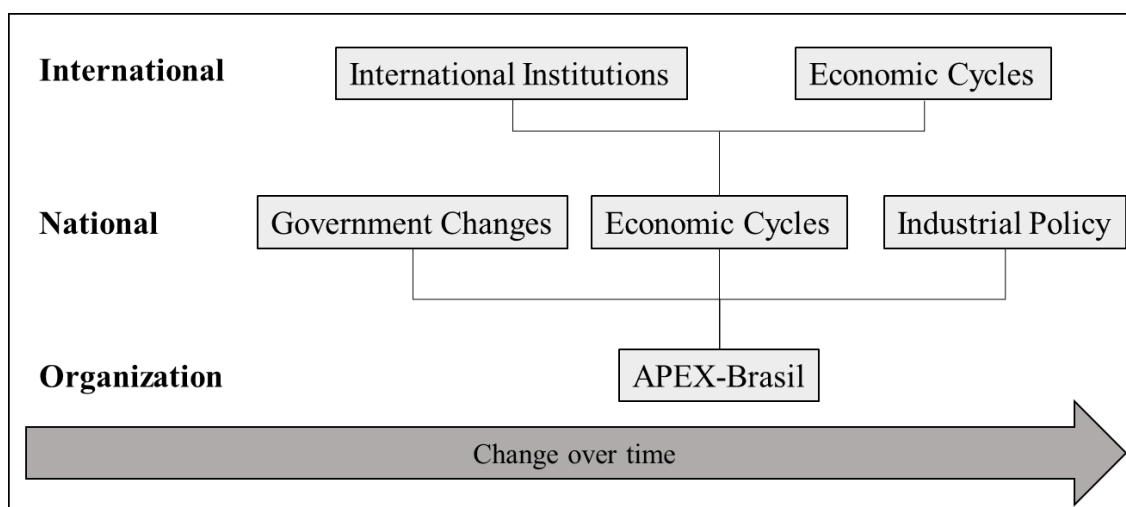 International
International Institutions
Economic Cycles
National
Government Changes
Economic Cycles
Industrial Policy
Organization
APEX-Brasil
Change over time